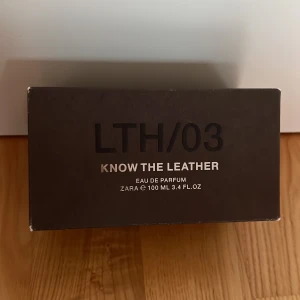 LTH/03
KNOW THE LEATHER
EAU DE PARFUM
ZARA ℮ 100 ML 3.4 FL.OZ